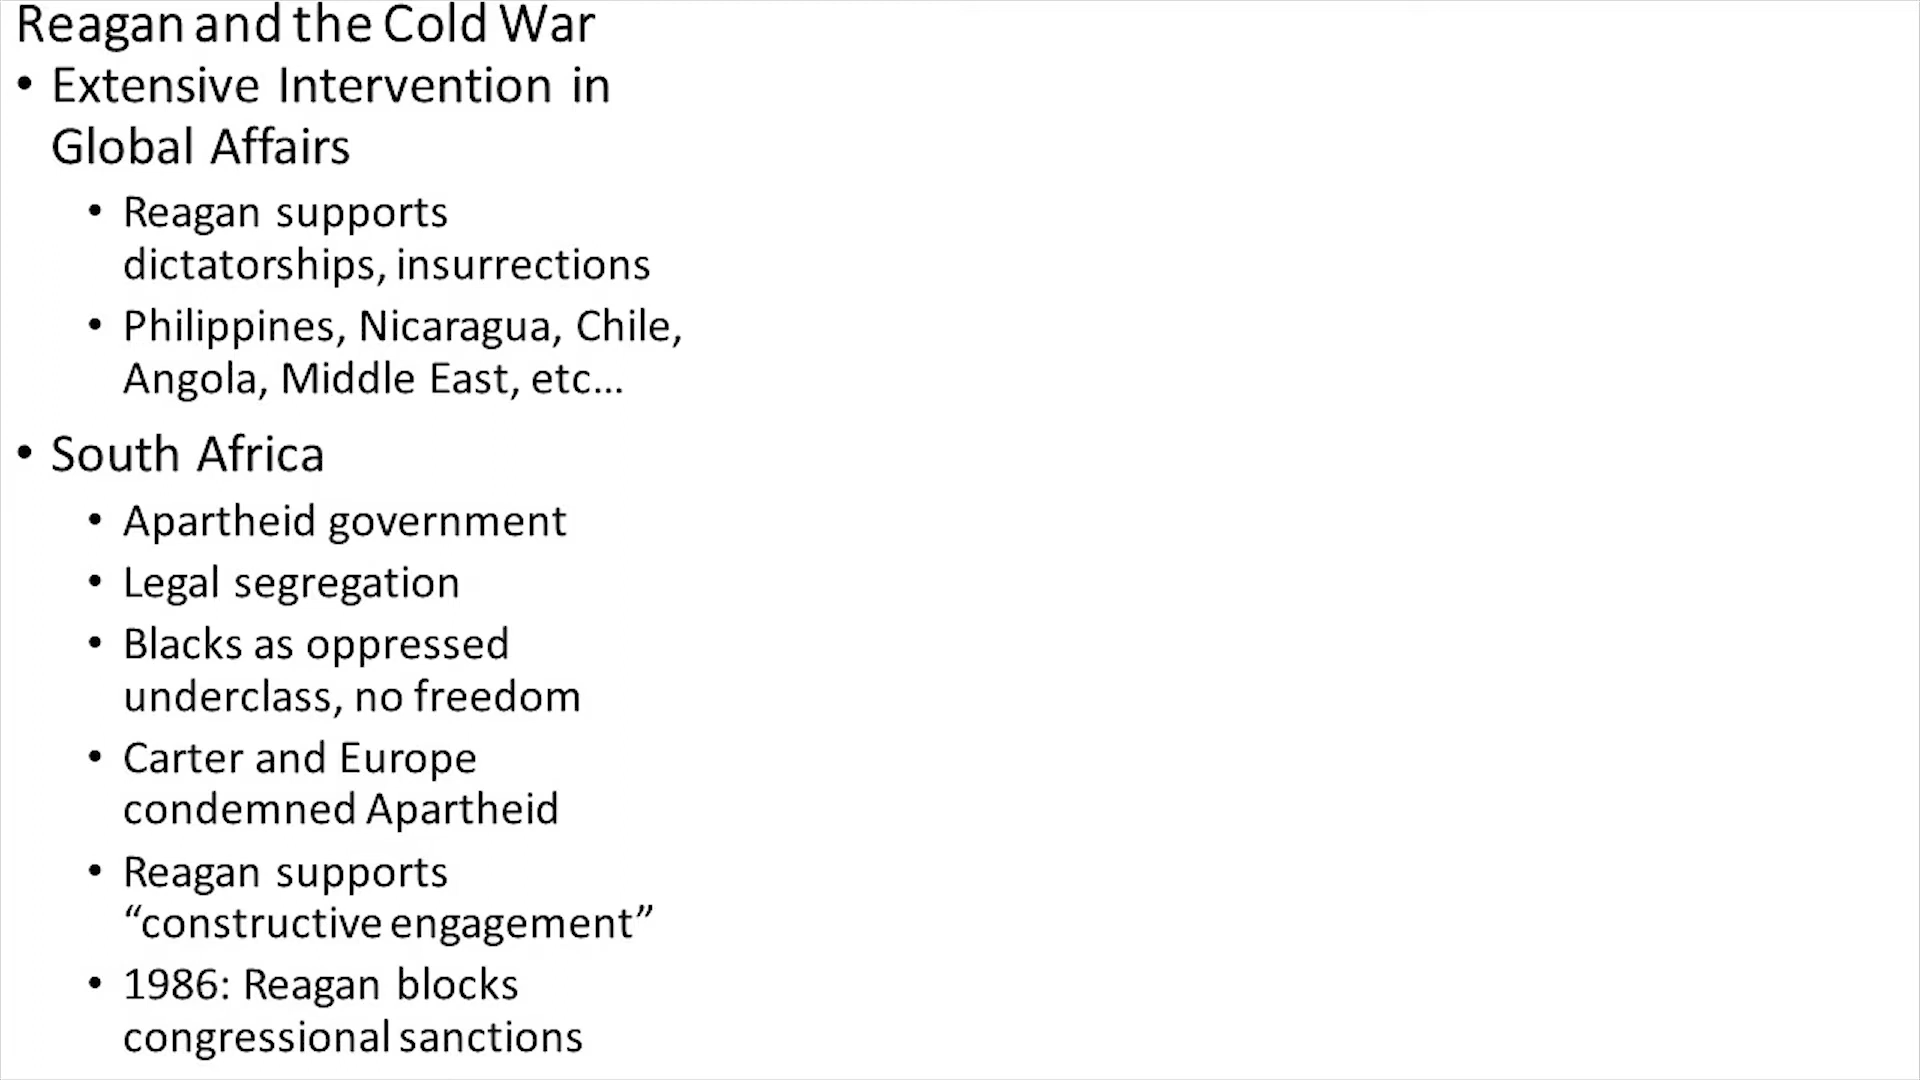 Reagan and the Cold War
• Extensive Intervention in
Global Affairs
• Reagan supports
dictatorships, insurrections
• Philippines, Nicaragua, Chile,
Angola, Middle East, etc...
• South Africa
• Apartheid government
• Legal segregation
• Blacks as oppressed
underclass, no freedom
• Carter and Europe
condemned Apartheid
• Reagan supports
“constructive engagement”
• 1986: Reagan blocks
congressional sanctions